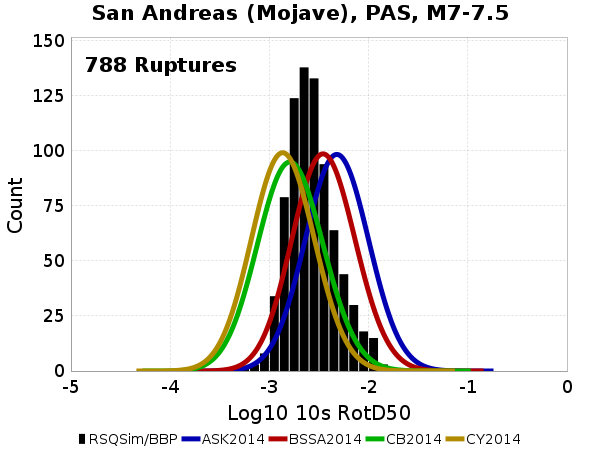 San Andreas (Mojave), PAS, M7-7.5
788 Ruptures
150
125
100
75
50
25
0
Count
-5 -4 -3 -2 -1 0
Log10 10s RotD50
RSQSim/BBP ASK2014 BSSA2014 CB2014 CY2014